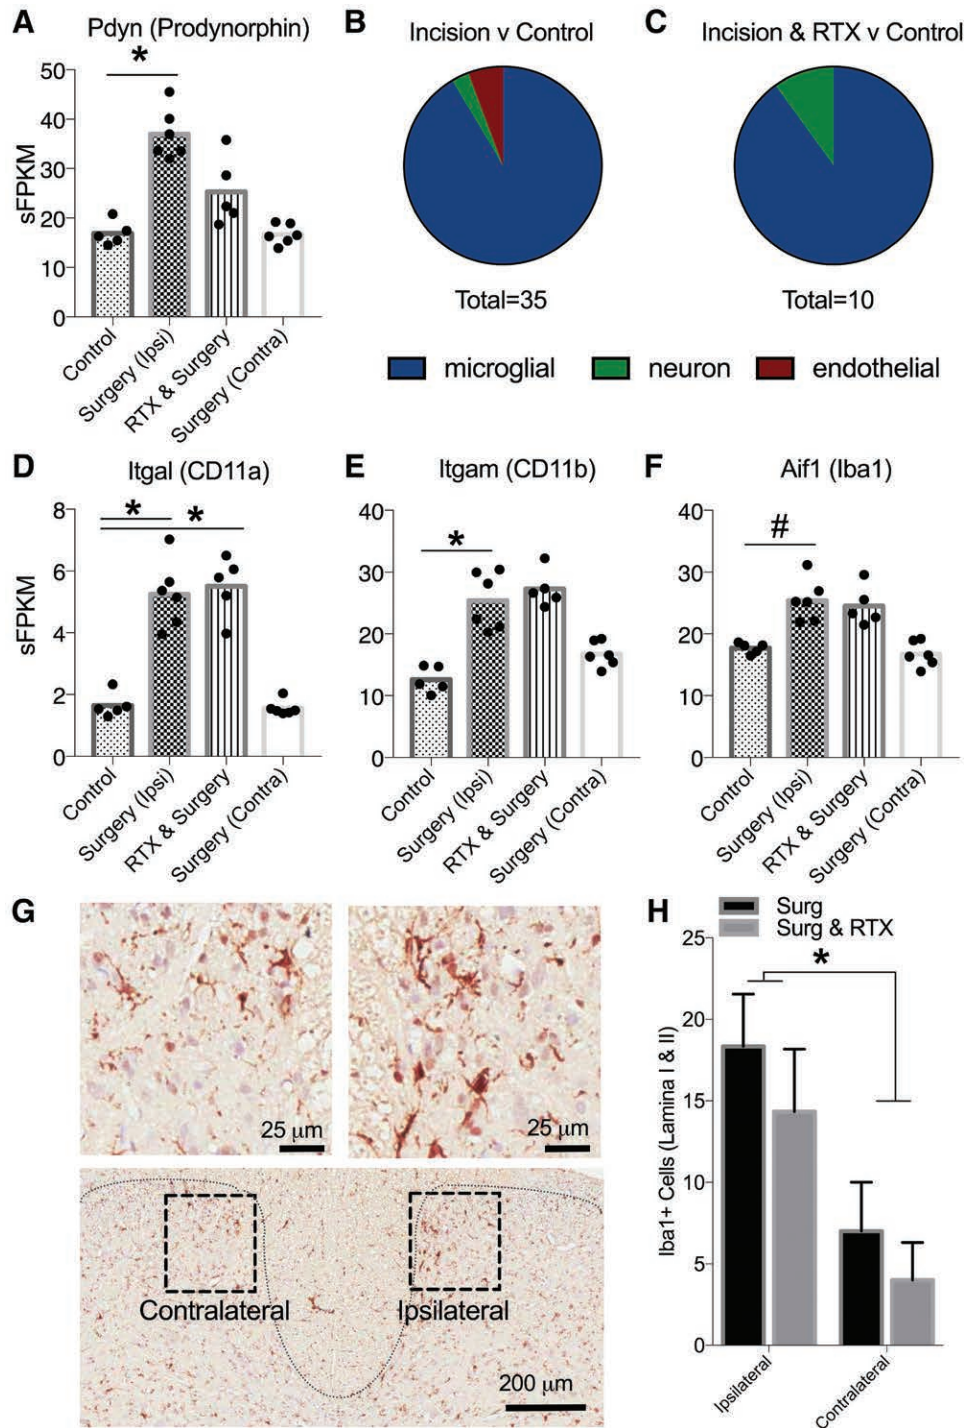 A
Pdyn (Prodynorphin)
*
50
40
30
20
10
0
sFPKM
Control
Surgery (Ipsi)
RTX & Surgery
Surgery (Contra)
B
Incision v Control
Total=35
C
Incision & RTX v Control
Total=10
microglial
neuron
endothelial
D
Itgal (CD11a)
*
*
8
6
4
2
0
sFPKM
Control
Surgery (Ipsi)
RTX & Surgery
Surgery (Contra)
E
Itgam (CD11b)
*
40
30
20
10
0
Control
Surgery (Ipsi)
RTX & Surgery
Surgery (Contra)
F
Aif1 (Iba1)
#
40
30
20
10
0
Control
Surgery (Ipsi)
RTX & Surgery
Surgery (Contra)
G
25 μm
25 μm
Contralateral
Ipsilateral
200 μm
H
Surg
Surg & RTX
*
25
20
15
10
5
0
Iba1+ Cells (Lamina I & II)
Ipsilateral
Contralateral